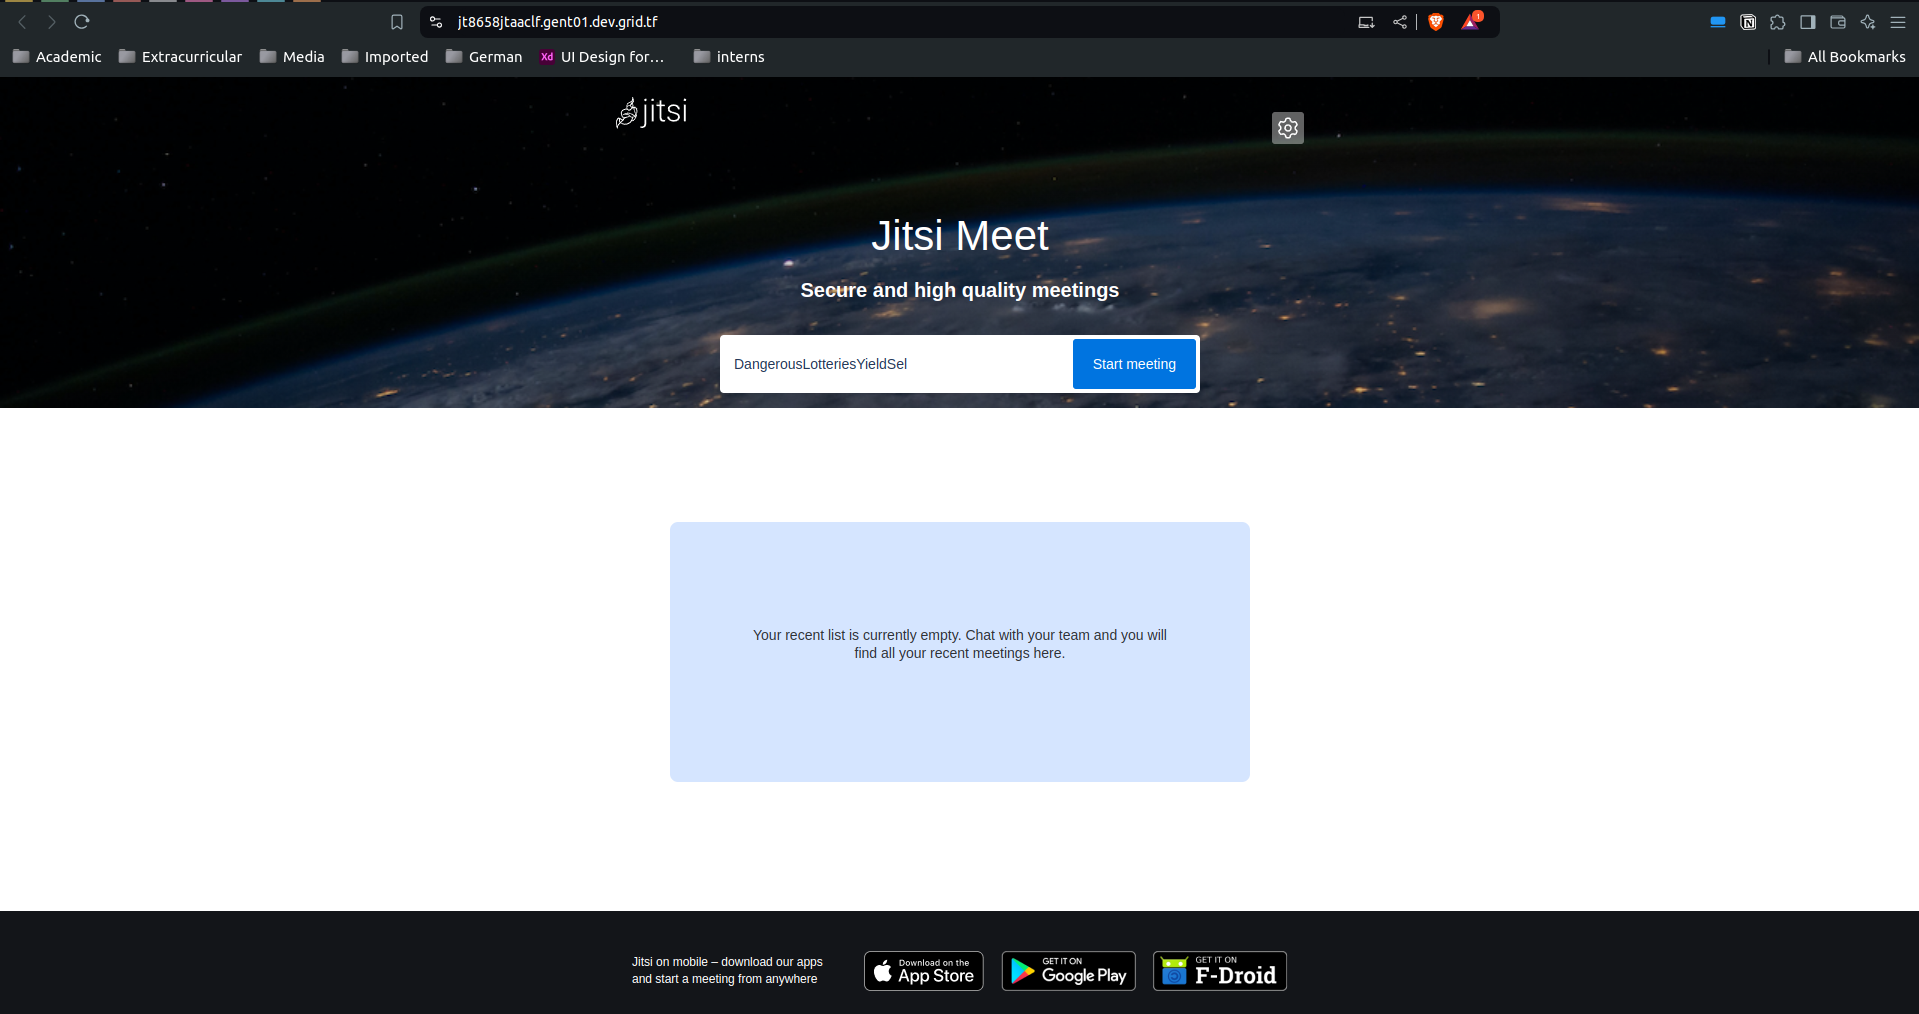 jt8658jtaaclf.gent01.dev.grid.tf
1
Academic Extracurricular Media Imported German Xd UI Design for... interns All Bookmarks
jitsi
Jitsi Meet
Secure and high quality meetings
DangerousLotteriesYieldSel Start meeting
Your recent list is currently empty. Chat with your team and you will
find all your recent meetings here.
Jitsi on mobile – download our apps
and start a meeting from anywhere
Download on the
App Store
GET IT ON
Google Play
GET IT ON
F-Droid